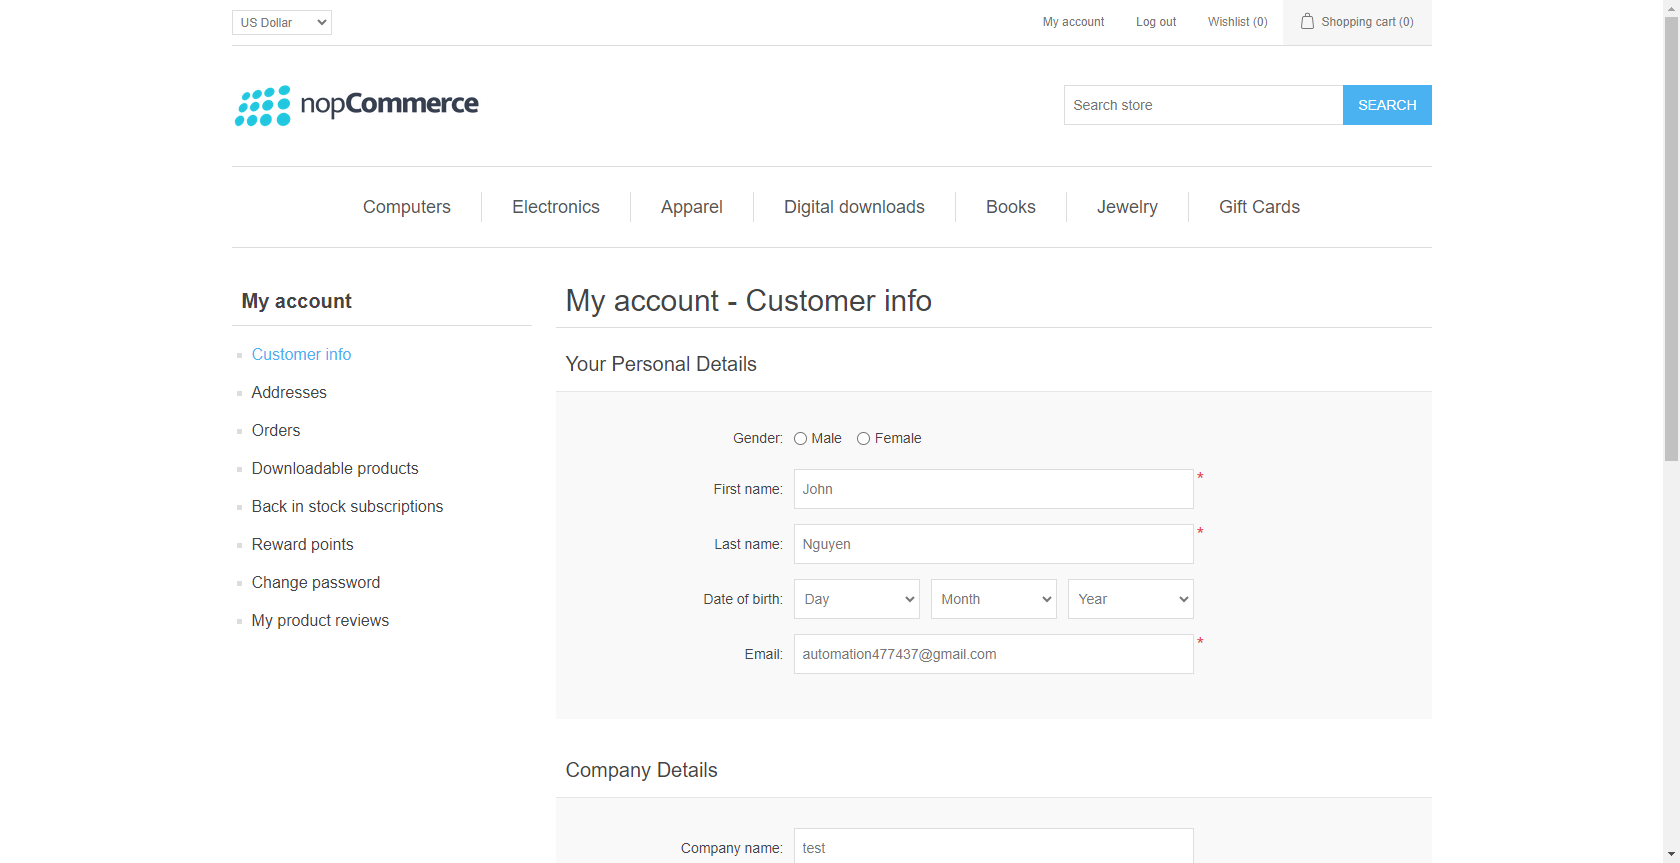 US Dollar My account Log out Wishlist (0) Shopping cart (0)
nopCommerce Search store SEARCH
Computers Electronics Apparel Digital downloads Books Jewelry Gift Cards
My account
Customer info
Addresses
Orders
Downloadable products
Back in stock subscriptions
Reward points
Change password
My product reviews
My account - Customer info
Your Personal Details
Gender: Male Female
First name: John *
Last name: Nguyen *
Date of birth: Day Month Year
Email: automation477437@gmail.com *
Company Details
Company name: test